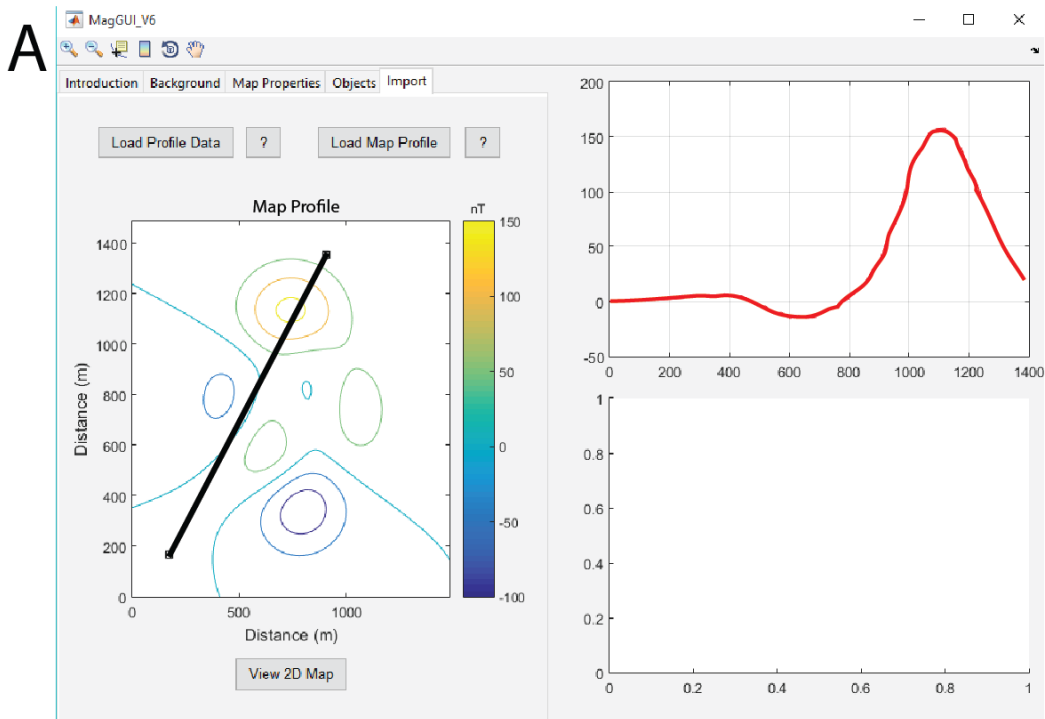 A
MagGUI_V6
Introduction Background Map Properties Objects Import
Load Profile Data ? Load Map Profile ?
Map Profile
nT
Distance (m)
1400
1200
1000
800
600
400
200
0
0 500 1000
Distance (m)
150
100
50
0
-50
-100
View 2D Map
200
150
100
50
0
-50
0 200 400 600 800 1000 1200 1400
1
0.8
0.6
0.4
0.2
0
0 0.2 0.4 0.6 0.8 1